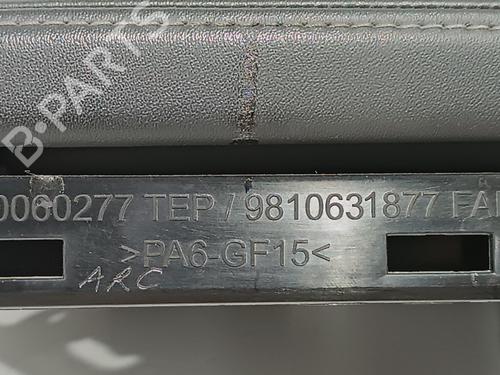 B-PARTS
0060277 TEP / 9810631877 FA
>PA6-GF15<
ARC